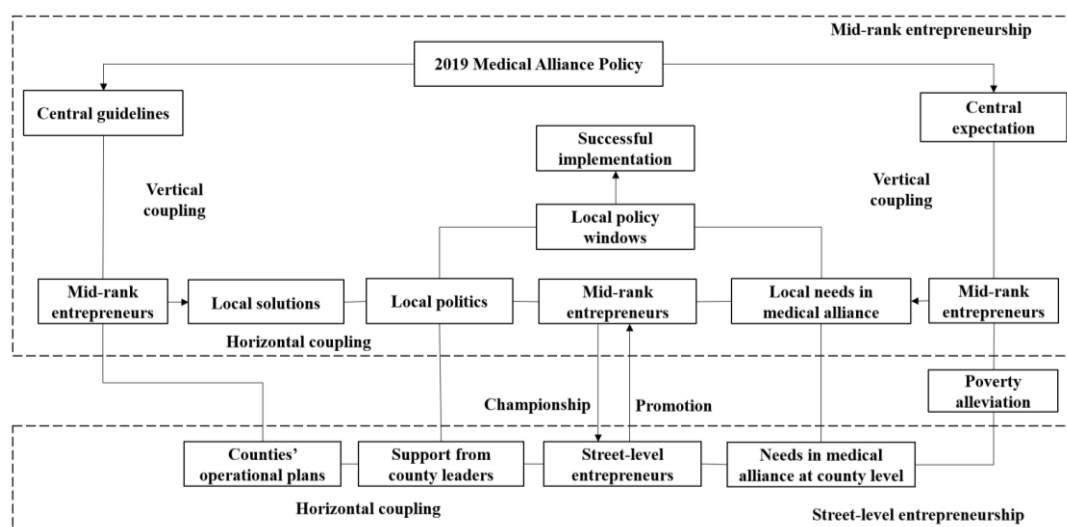 Mid-rank entrepreneurship
2019 Medical Alliance Policy
Central guidelines
Central
expectation
Successful
implementation
Vertical
coupling
Vertical
coupling
Local policy
windows
Mid-rank
entrepreneurs
Local solutions
Local politics
Mid-rank
entrepreneurs
Local needs in
medical alliance
Mid-rank
entrepreneurs
Horizontal coupling
Poverty
alleviation
Championship
Promotion
Counties’
operational plans
Support from
county leaders
Street-level
entrepreneurs
Needs in medical
alliance at county level
Horizontal coupling
Street-level entrepreneurship